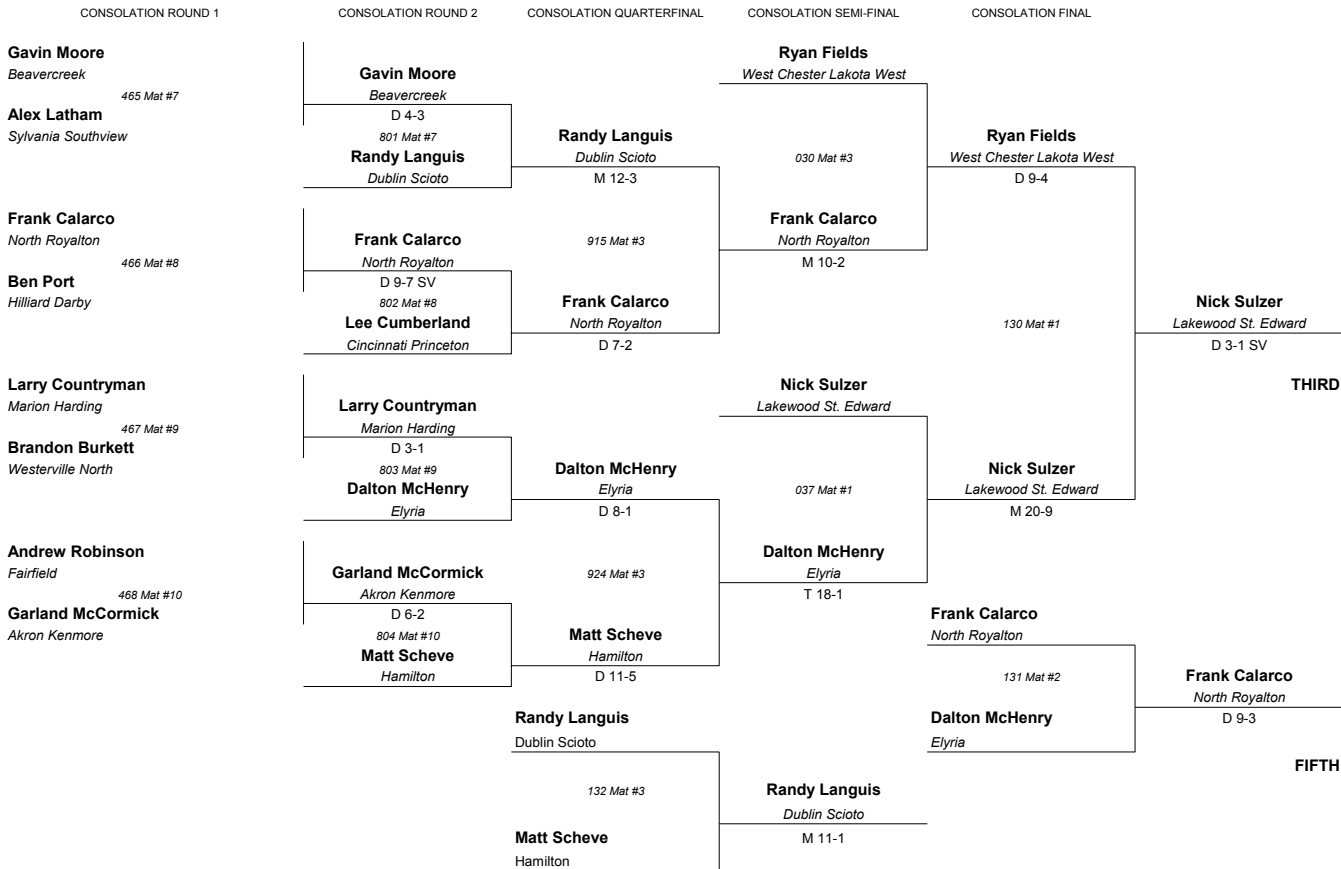 CONSOLATION ROUND 1
CONSOLATION ROUND 2
CONSOLATION QUARTERFINAL
CONSOLATION SEMI-FINAL
CONSOLATION FINAL
Gavin Moore
Beavercreek
465 Mat #7
Alex Latham
Sylvania Southview
Frank Calarco
North Royalton
466 Mat #8
Ben Port
Hilliard Darby
Larry Countryman
Marion Harding
467 Mat #9
Brandon Burkett
Westerville North
Andrew Robinson
Fairfield
468 Mat #10
Garland McCormick
Akron Kenmore
Gavin Moore
Beavercreek
D 4-3
801 Mat #7
Randy Languis
Dublin Scioto
Frank Calarco
North Royalton
D 9-7 SV
802 Mat #8
Lee Cumberland
Cincinnati Princeton
Larry Countryman
Marion Harding
D 3-1
803 Mat #9
Dalton McHenry
Elyria
Garland McCormick
Akron Kenmore
D 6-2
804 Mat #10
Matt Scheve
Hamilton
Randy Languis
Dublin Scioto
M 12-3
915 Mat #3
Frank Calarco
North Royalton
D 7-2
Dalton McHenry
Elyria
D 8-1
924 Mat #3
Matt Scheve
Hamilton
D 11-5
Randy Languis
Dublin Scioto
132 Mat #3
Matt Scheve
Hamilton
Ryan Fields
West Chester Lakota West
030 Mat #3
Frank Calarco
North Royalton
M 10-2
Nick Sulzer
Lakewood St. Edward
037 Mat #1
Dalton McHenry
Elyria
T 18-1
Randy Languis
Dublin Scioto
M 11-1
Ryan Fields
West Chester Lakota West
D 9-4
130 Mat #1
Nick Sulzer
Lakewood St. Edward
M 20-9
Frank Calarco
North Royalton
131 Mat #2
Dalton McHenry
Elyria
Nick Sulzer
Lakewood St. Edward
D 3-1 SV
THIRD
Frank Calarco
North Royalton
D 9-3
FIFTH